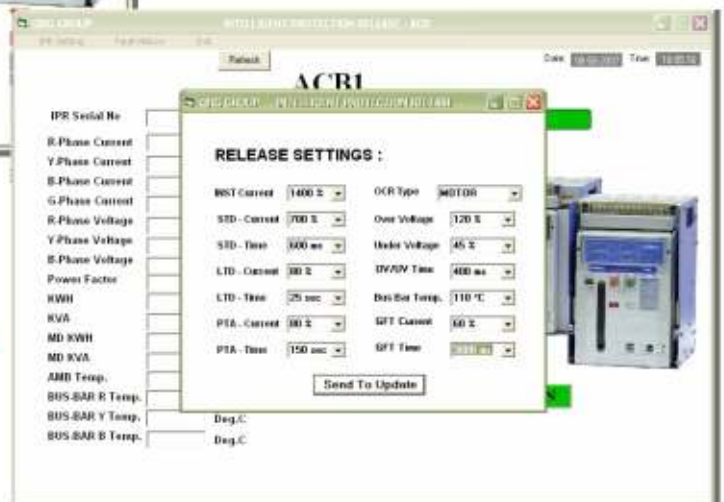 Refresh
Date
Time
ACB1
IPR Serial No
R-Phase Current
Y-Phase Current
B-Phase Current
G-Phase Current
R-Phase Voltage
Y-Phase Voltage
B-Phase Voltage
Power Factor
KWH
KVA
MD KWH
MD KVA
AMB Temp.
BUS-BAR R Temp.
BUS-BAR Y Temp. Deg.C
BUS-BAR B Temp. Deg.C
RELEASE SETTINGS :
INST Current 1400 % OCR Type MOTOR
STD - Current 700 % Over Voltage 120 %
STD - Time 600 ms Under Voltage 45 %
LTD - Current 80 % OV/UV Time 400 ms
LTD - Time 25 sec Bus Bar Temp. 110 °C
PTA - Current 80 % GFT Current 60 %
PTA - Time 150 sec GFT Time
Send To Update